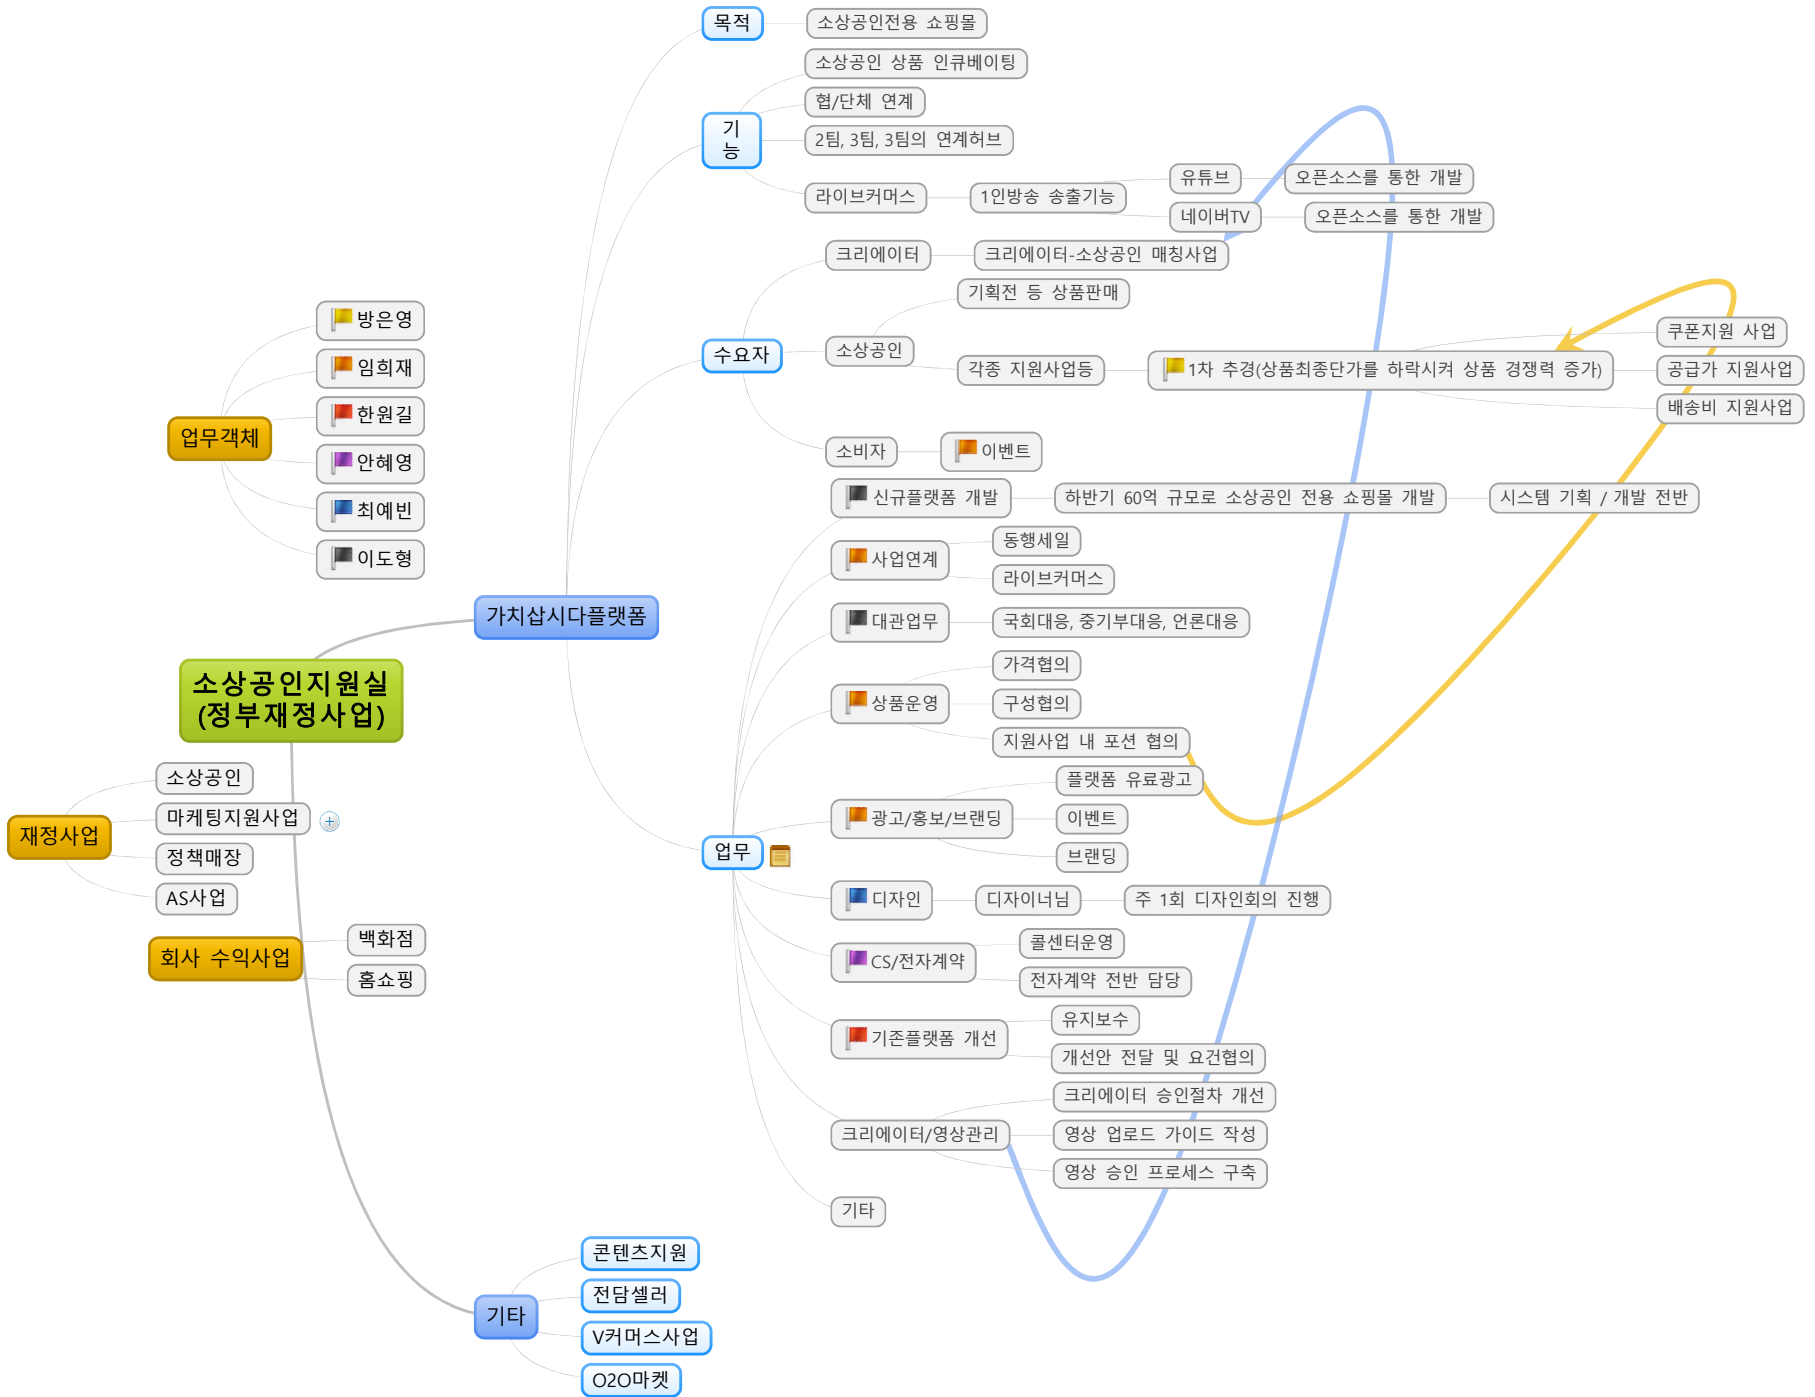 소상공인지원실
(정부재정사업)
가치삽시다플랫폼
목적
소상공인전용 쇼핑몰
기
능
소상공인 상품 인큐베이팅
협/단체 연계
2팀, 3팀, 3팀의 연계허브
라이브커머스
1인방송 송출기능
유튜브
오픈소스를 통한 개발
네이버TV
오픈소스를 통한 개발
수요자
크리에이터
크리에이터-소상공인 매칭사업
소상공인
기획전 등 상품판매
각종 지원사업등
1차 추경(상품최종단가를 하락시켜 상품 경쟁력 증가)
쿠폰지원 사업
공급가 지원사업
배송비 지원사업
소비자
이벤트
업무
신규플랫폼 개발
하반기 60억 규모로 소상공인 전용 쇼핑몰 개발
시스템 기획 / 개발 전반
사업연계
동행세일
라이브커머스
대관업무
국회대응, 중기부대응, 언론대응
상품운영
가격협의
구성협의
지원사업 내 포션 협의
광고/홍보/브랜딩
플랫폼 유료광고
이벤트
브랜딩
디자인
디자이너님
주 1회 디자인회의 진행
CS/전자계약
콜센터운영
전자계약 전반 담당
기존플랫폼 개선
유지보수
개선안 전달 및 요건협의
크리에이터/영상관리
크리에이터 승인절차 개선
영상 업로드 가이드 작성
영상 승인 프로세스 구축
기타
기타
콘텐츠지원
전담셀러
V커머스사업
O2O마켓
업무객체
방은영
임희재
한원길
안혜영
최예빈
이도형
재정사업
소상공인
마케팅지원사업
정책매장
AS사업
회사 수익사업
백화점
홈쇼핑